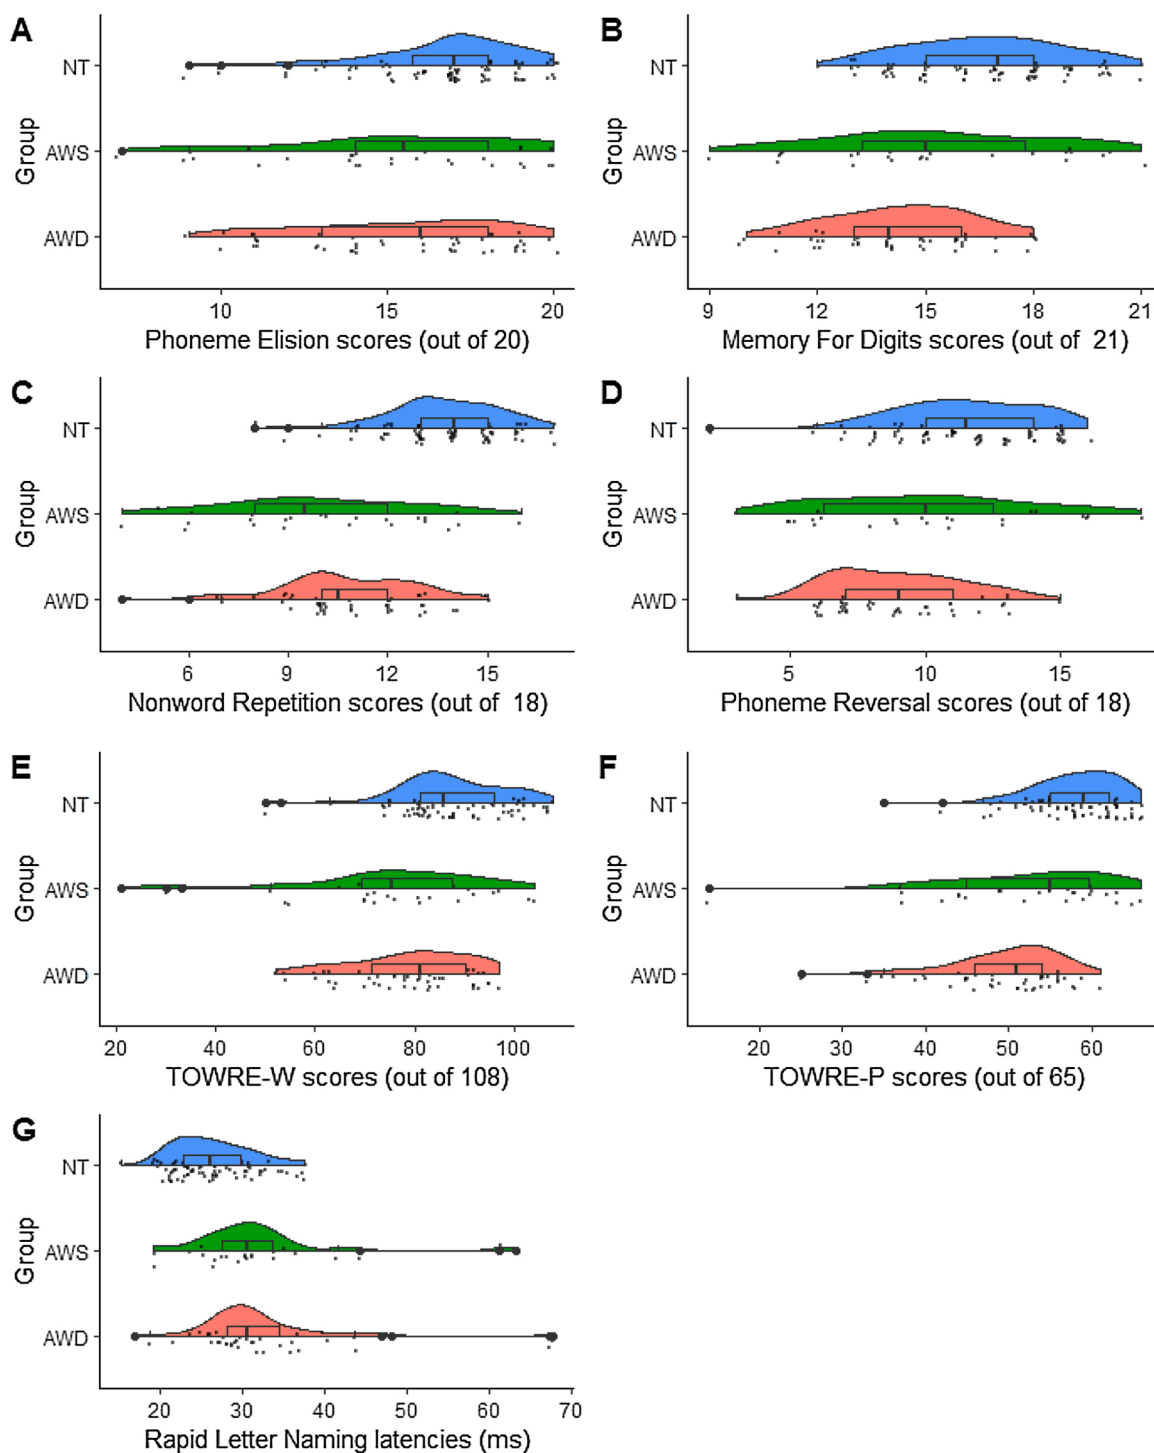 A
NT
AWS
AWD
Group
10 15 20
Phoneme Elision scores (out of 20)
B
NT
AWS
AWD
Group
9 12 15 18 21
Memory For Digits scores (out of  21)
C
NT
AWS
AWD
Group
6 9 12 15
Nonword Repetition scores (out of  18)
D
NT
AWS
AWD
Group
5 10 15
Phoneme Reversal scores (out of 18)
E
NT
AWS
AWD
Group
20 40 60 80 100
TOWRE-W scores (out of 108)
F
NT
AWS
AWD
Group
20 30 40 50 60
TOWRE-P scores (out of 65)
G
NT
AWS
AWD
Group
20 30 40 50 60 70
Rapid Letter Naming latencies (ms)